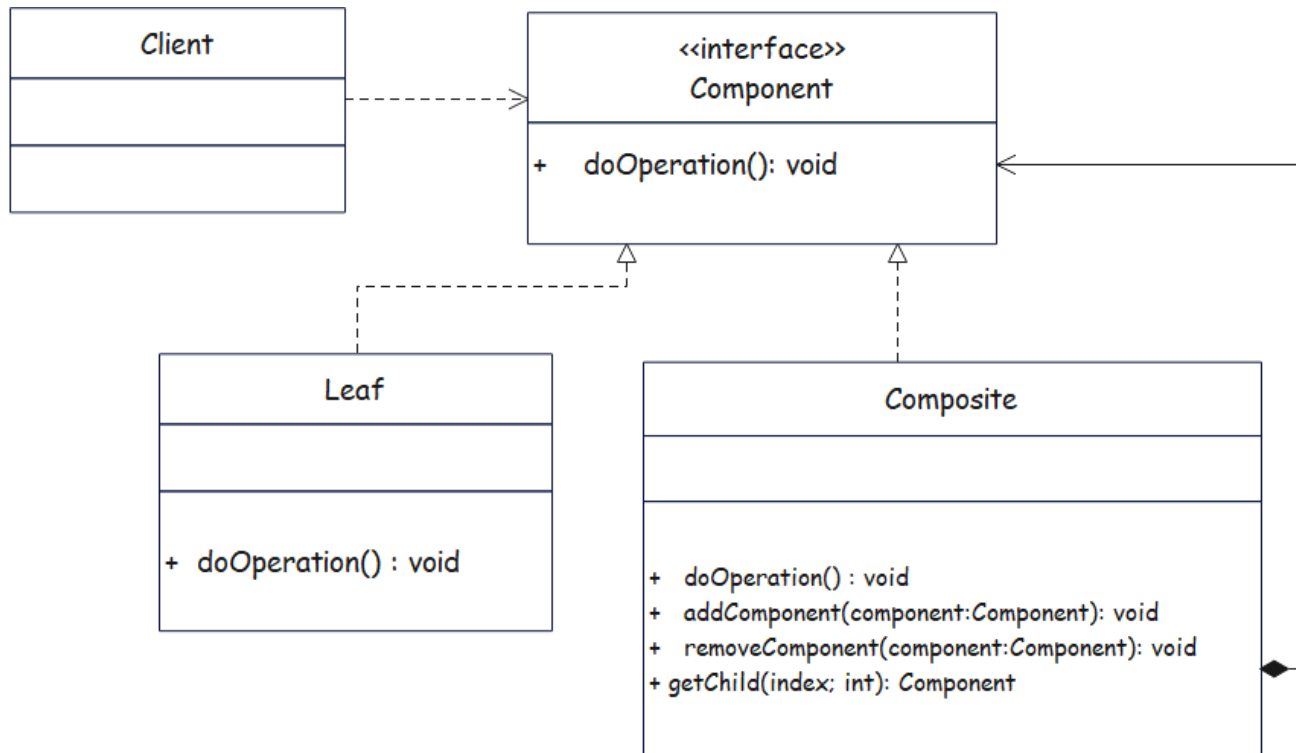 Client
<<interface>>
Component
+ doOperation(): void
Leaf
+ doOperation() : void
Composite
+ doOperation() : void
+ addComponent(component:Component): void
+ removeComponent(component:Component): void
+ getChild(index; int): Component